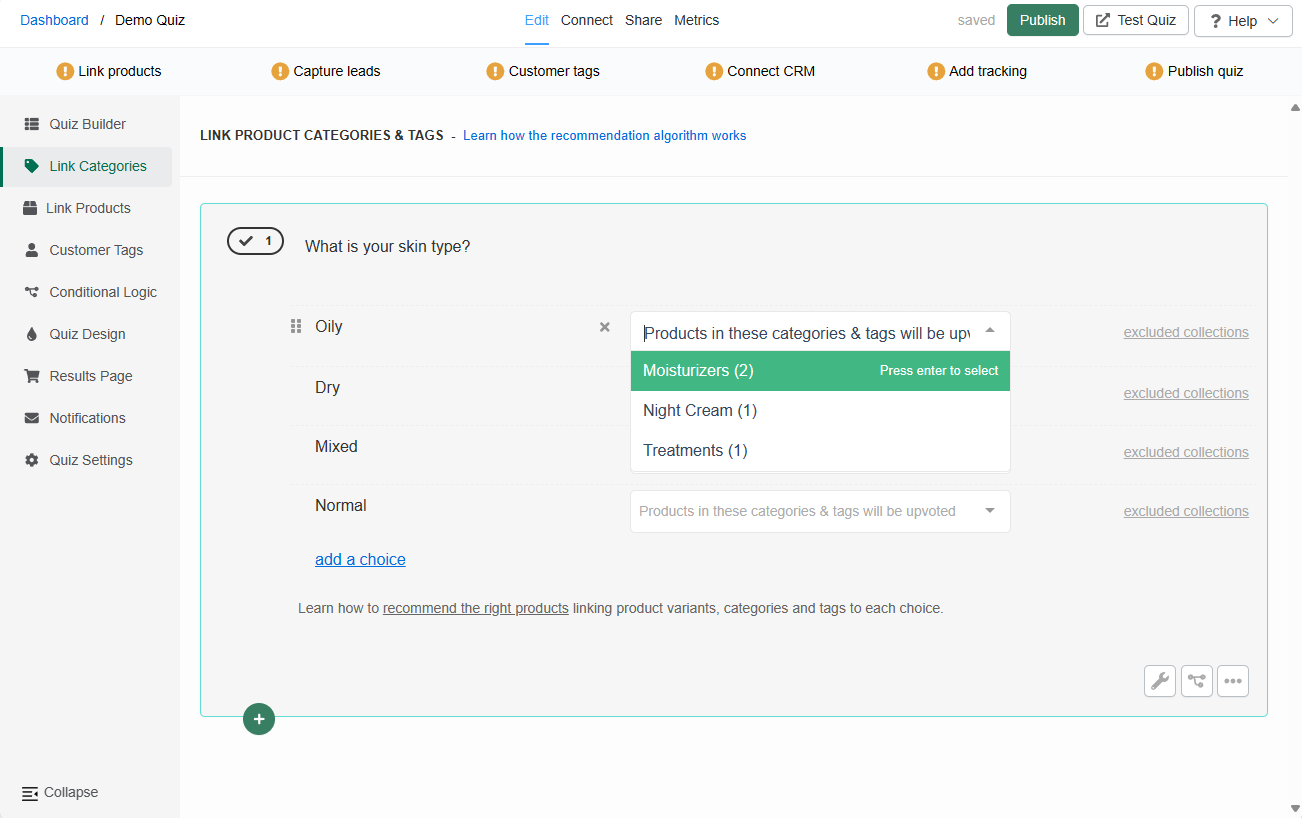 Dashboard / Demo Quiz Edit Connect Share Metrics saved Publish Test Quiz ? Help
Link products Capture leads Customer tags Connect CRM Add tracking Publish quiz
Quiz Builder
Link Categories
Link Products
Customer Tags
Conditional Logic
Quiz Design
Results Page
Notifications
Quiz Settings
Collapse
LINK PRODUCT CATEGORIES & TAGS - Learn how the recommendation algorithm works
1 What is your skin type?
Oily Products in these categories & tags will be upv excluded collections
Moisturizers (2) Press enter to select
Night Cream (1)
Treatments (1)
Dry excluded collections
Mixed excluded collections
Normal Products in these categories & tags will be upvoted excluded collections
add a choice
Learn how to recommend the right products linking product variants, categories and tags to each choice.